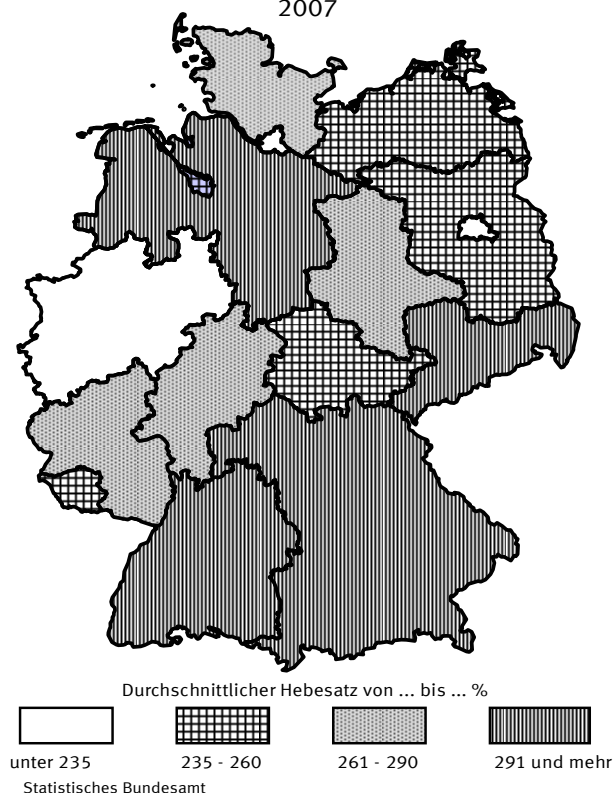 2007
Durchschnittlicher Hebesatz von ... bis ... %
unter 235 235 - 260 261 - 290 291 und mehr
Statistisches Bundesamt